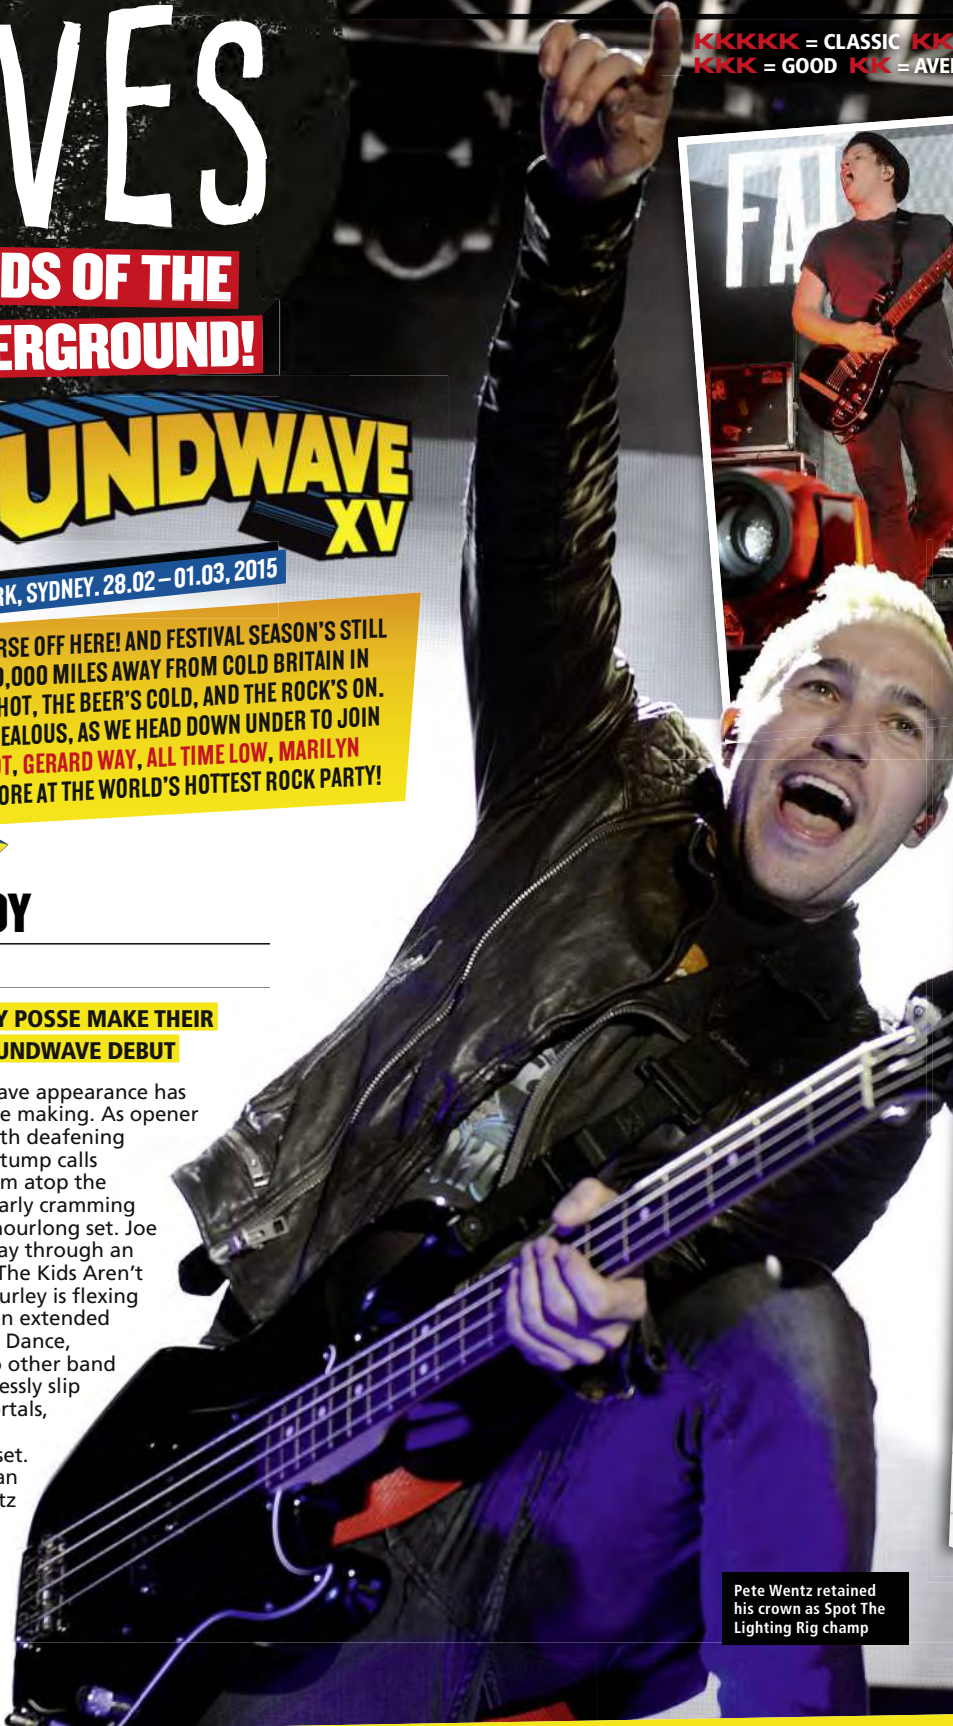 VES
DS OF THE
ERGROUND!
KKKKK = CLASSIC KK
KKK = GOOD KK = AVE
FAL
UNDWAVE
XV
RK, SYDNEY. 28.02 – 01.03, 2015
RSE OFF HERE! AND FESTIVAL SEASON'S STILL
0,000 MILES AWAY FROM COLD BRITAIN IN
HOT, THE BEER'S COLD, AND THE ROCK'S ON.
EALOUS, AS WE HEAD DOWN UNDER TO JOIN
OT, GERARD WAY, ALL TIME LOW, MARILYN
ORE AT THE WORLD'S HOTTEST ROCK PARTY!
OY
Y POSSE MAKE THEIR
UNDWAVE DEBUT
ave appearance has
e making. As opener
th deafening
tump calls
m atop the
arly cramming
hourlong set. Joe
ay through an
The Kids Aren't
urley is flexing
n extended
Dance,
o other band
essly slip
rtals,
set.
an
tz
Pete Wentz retained
his crown as Spot The
Lighting Rig champ